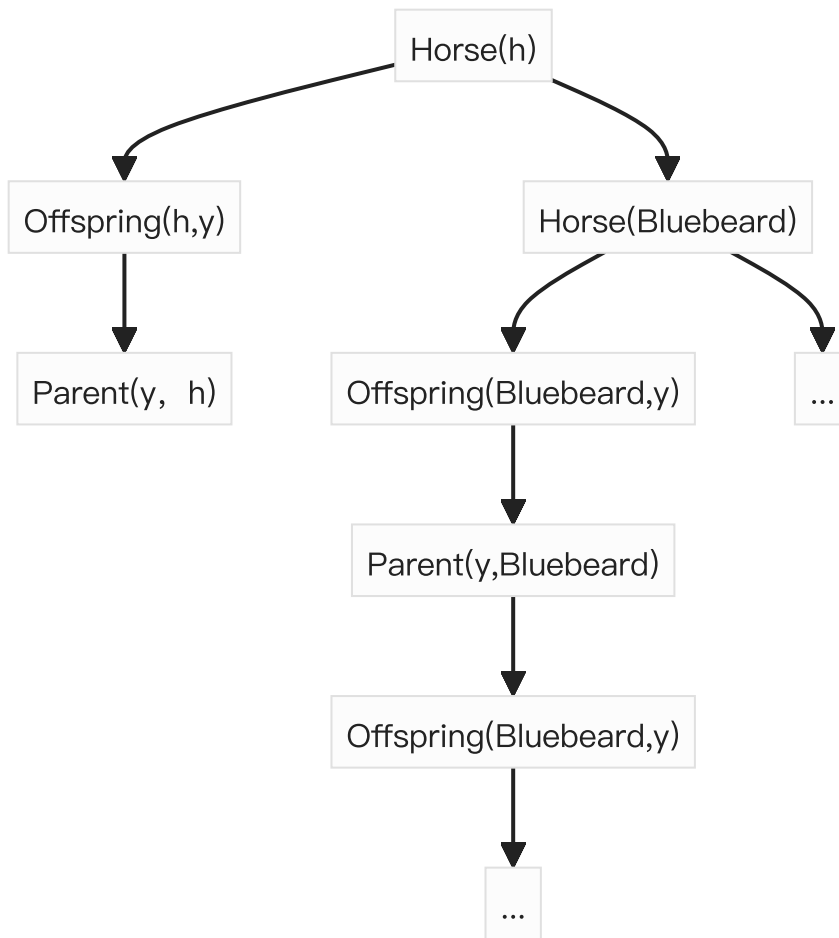 Horse(h)
Offspring(h,y)
Horse(Bluebeard)
Parent(y,  h)
Offspring(Bluebeard,y)
...
Parent(y,Bluebeard)
Offspring(Bluebeard,y)
...